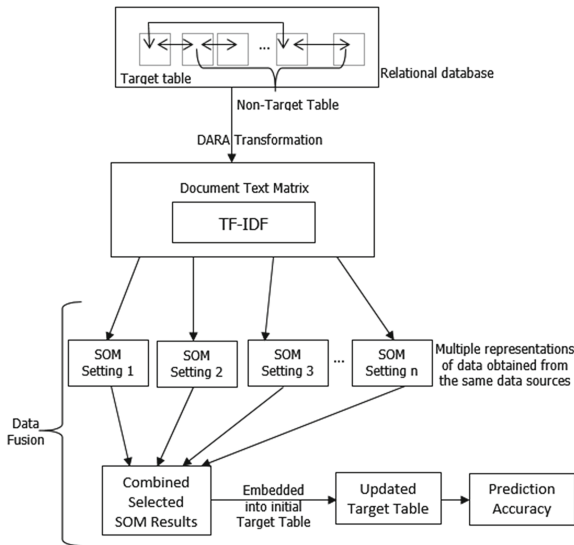 ...
Target table
Relational database
Non-Target Table
DARA Transformation
Document Text Matrix
TF-IDF
SOM
Setting 1
SOM
Setting 2
SOM
Setting 3
...
SOM
Setting n
Multiple representations
of data obtained from
the same data sources
Data
Fusion
Combined
Selected
SOM Results
Embedded
into initial
Target Table
Updated
Target Table
Prediction
Accuracy